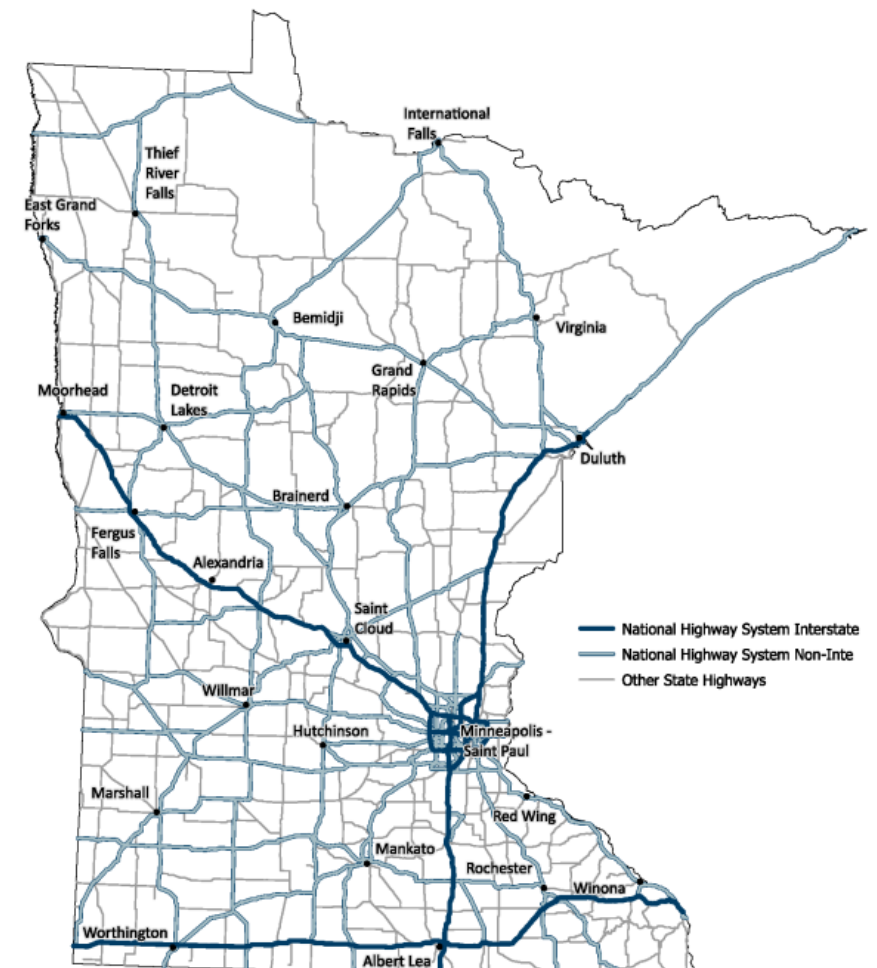 International
Falls
Thief
River
Falls
East Grand
Forks
Bemidji
Virginia
Grand
Rapids
Moorhead
Detroit
Lakes
Duluth
Brainerd
Fergus
Falls
Alexandria
Saint
Cloud
National Highway System Interstate
National Highway System Non-Inte
Other State Highways
Willmar
Hutchinson
Minneapolis -
Saint Paul
Marshall
Red Wing
Mankato
Rochester
Winona
Worthington
Albert Lea